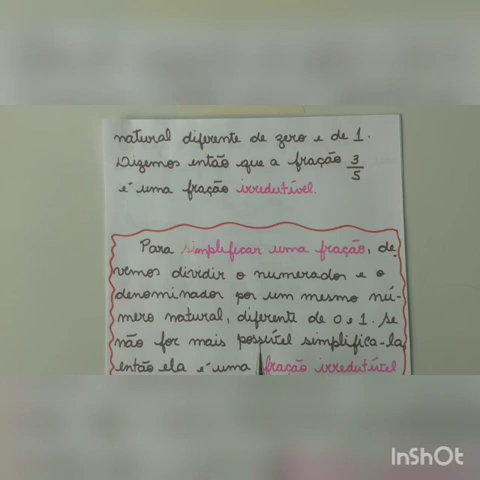 natural diferente de zero e de 1.
Dizemos então que a fração 3/5
é uma fração irredutível.
Para simplificar uma fração, de-
vemos dividir o numerador e o
denominador por um mesmo nú-
mero natural, diferente de 0 e 1. Se
não for mais possível simplifica-la,
então ela é uma fração irredutível
InShOt